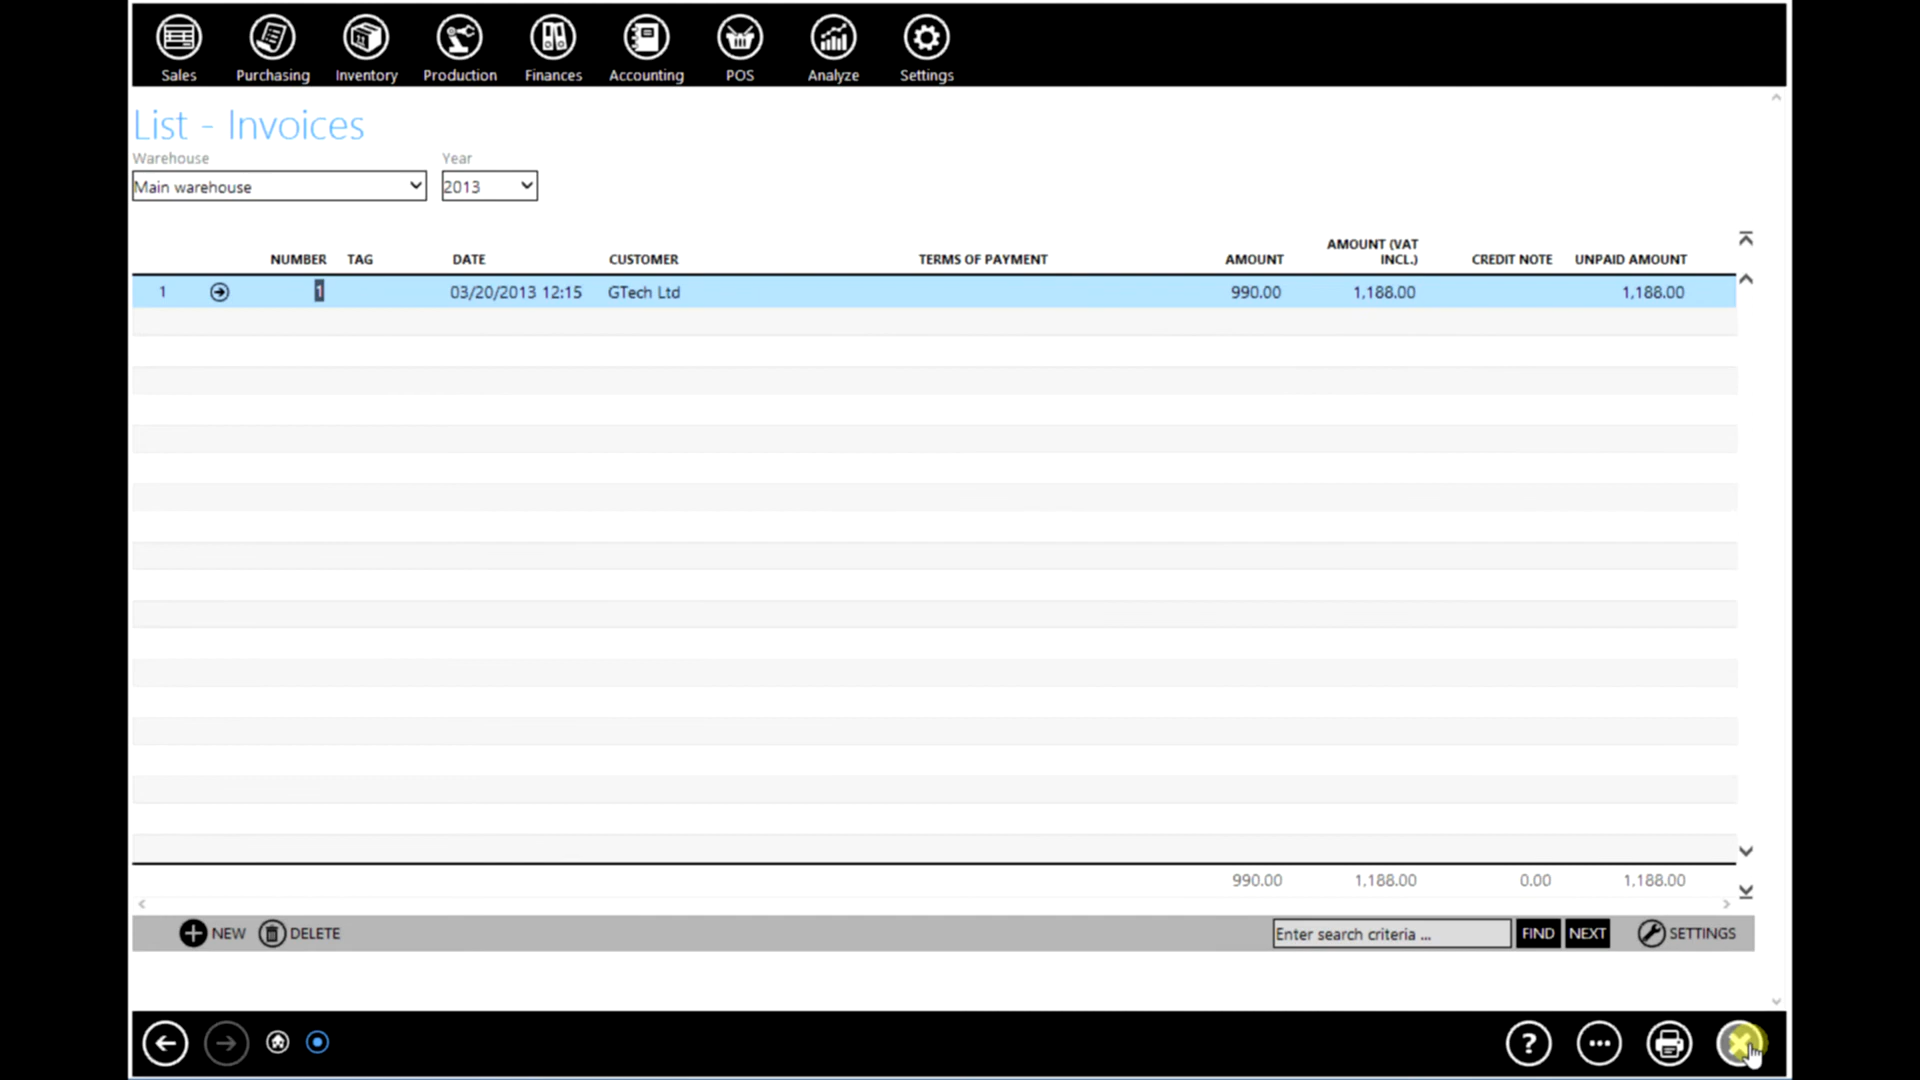 Sales Purchasing Inventory Production Finances Accounting POS Analyze Settings
List - Invoices
Warehouse Year
Main warehouse 2013
NUMBER TAG DATE CUSTOMER TERMS OF PAYMENT AMOUNT AMOUNT (VAT INCL.) CREDIT NOTE UNPAID AMOUNT
1 1 03/20/2013 12:15 GTech Ltd 990.00 1,188.00 1,188.00
990.00 1,188.00 0.00 1,188.00
NEW DELETE Enter search criteria ... FIND NEXT SETTINGS